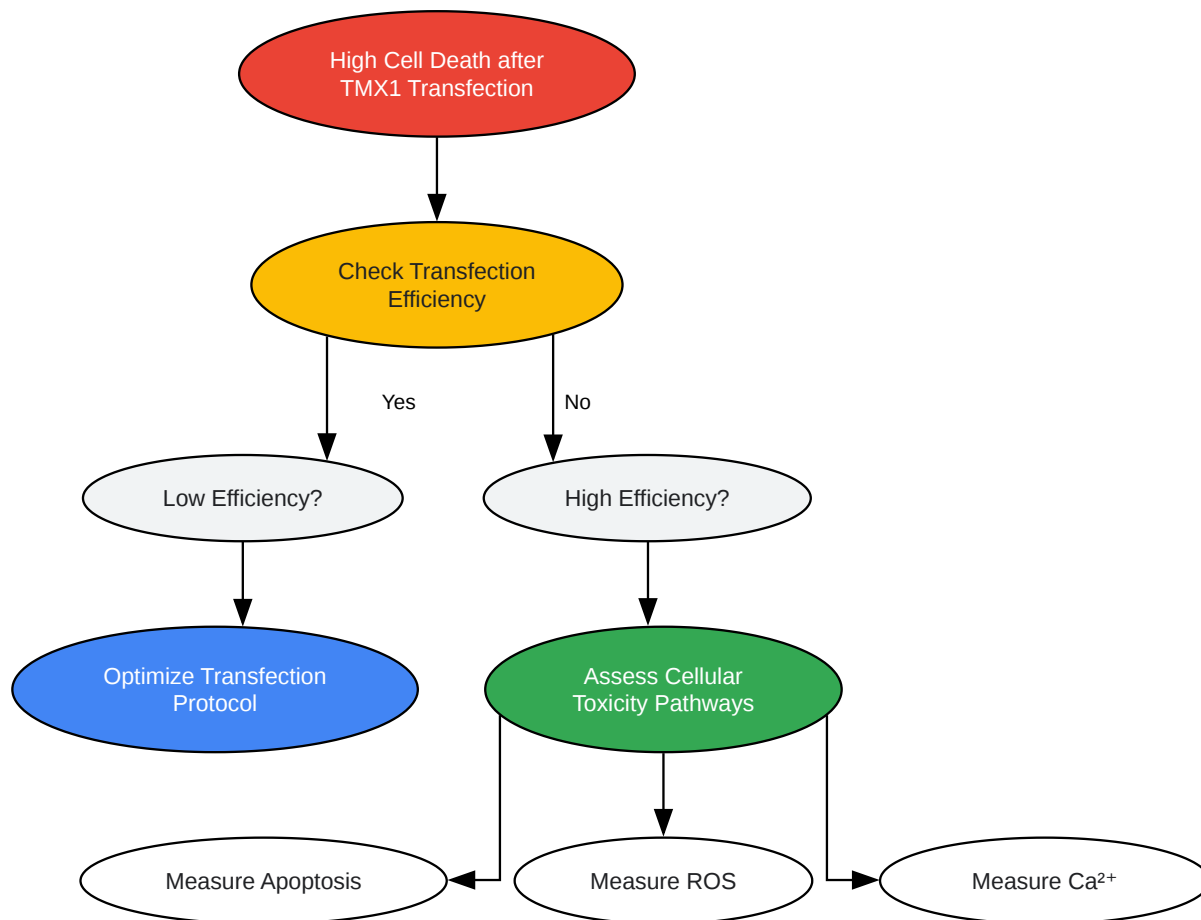 High Cell Death after
TMX1 Transfection
Check Transfection
Efficiency
Yes
No
Low Efficiency?
High Efficiency?
Optimize Transfection
Protocol
Assess Cellular
Toxicity Pathways
Measure Apoptosis
Measure ROS
Measure Ca²⁺